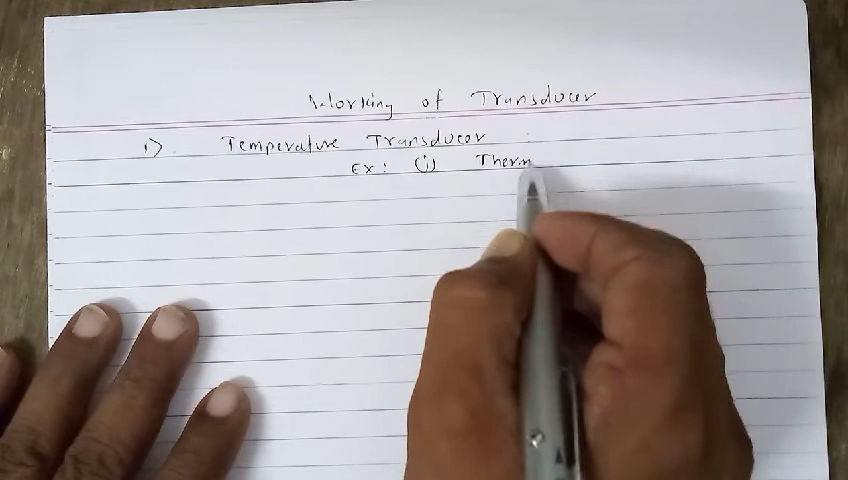 Working of Transducer
1) Temperature Transducer
Ex: (i) Therm